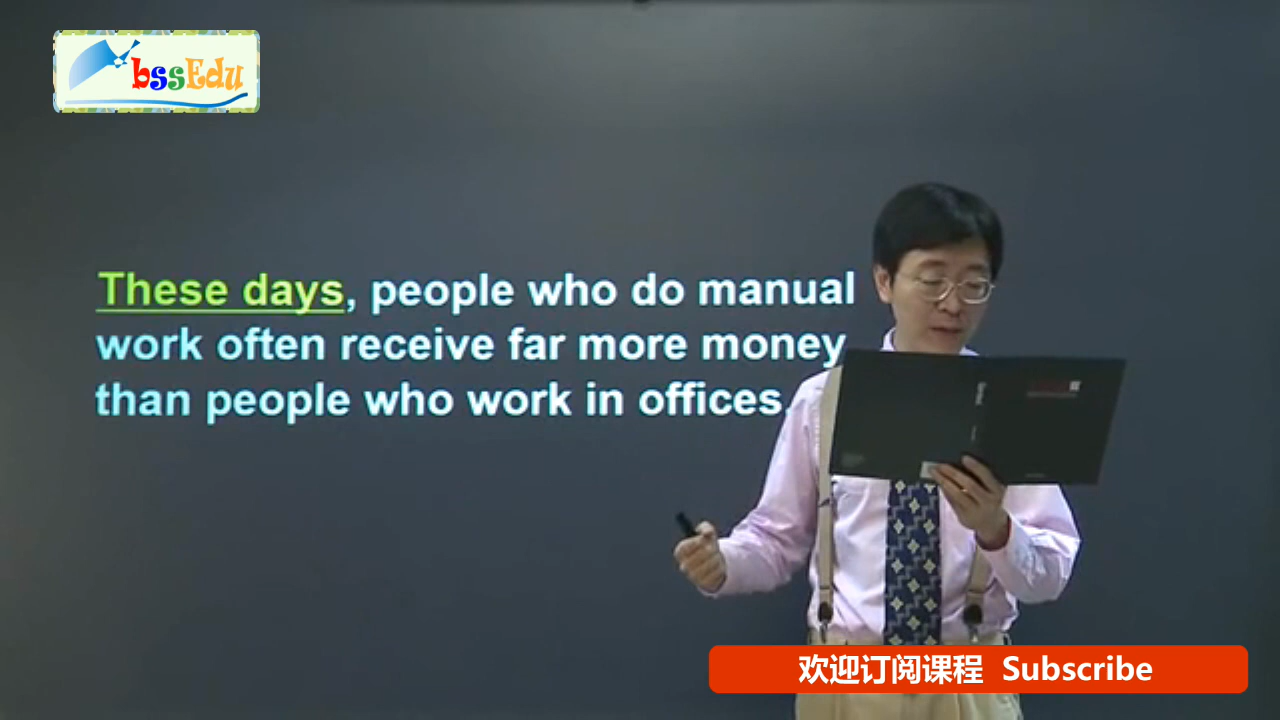 bssEdu
These days, people who do manual
work often receive far more money
than people who work in offices.
欢迎订阅课程 Subscribe